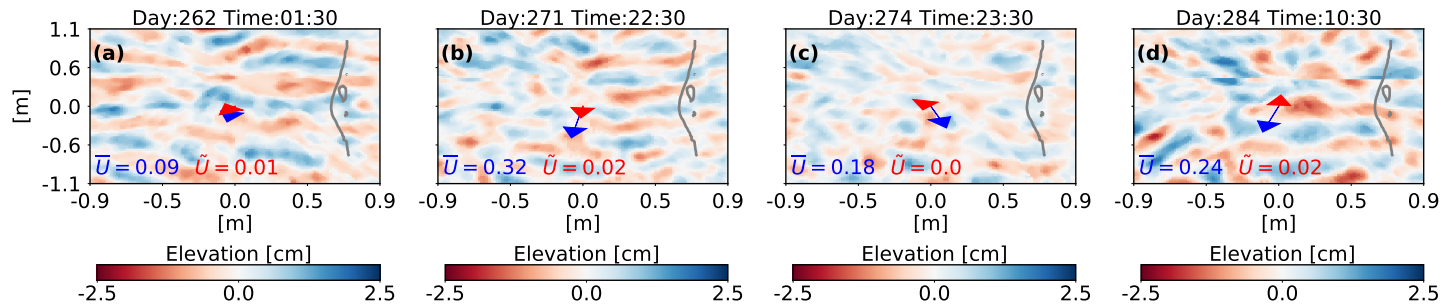 Day:262 Time:01:30
Day:271 Time:22:30
Day:274 Time:23:30
Day:284 Time:10:30
1.1
0.6
0.0
-0.6
-1.1
[m]
(a)
(b)
(c)
(d)
U̅ = 0.09 Ũ = 0.01
U̅ = 0.32 Ũ = 0.02
U̅ = 0.18 Ũ = 0.0
U̅ = 0.24 Ũ = 0.02
-0.9 -0.5 0.0 0.5 0.9
-0.9 -0.5 0.0 0.5 0.9
-0.9 -0.5 0.0 0.5 0.9
-0.9 -0.5 0.0 0.5 0.9
[m]
[m]
[m]
[m]
Elevation [cm]
Elevation [cm]
Elevation [cm]
Elevation [cm]
-2.5 0.0 2.5
-2.5 0.0 2.5
-2.5 0.0 2.5
-2.5 0.0 2.5